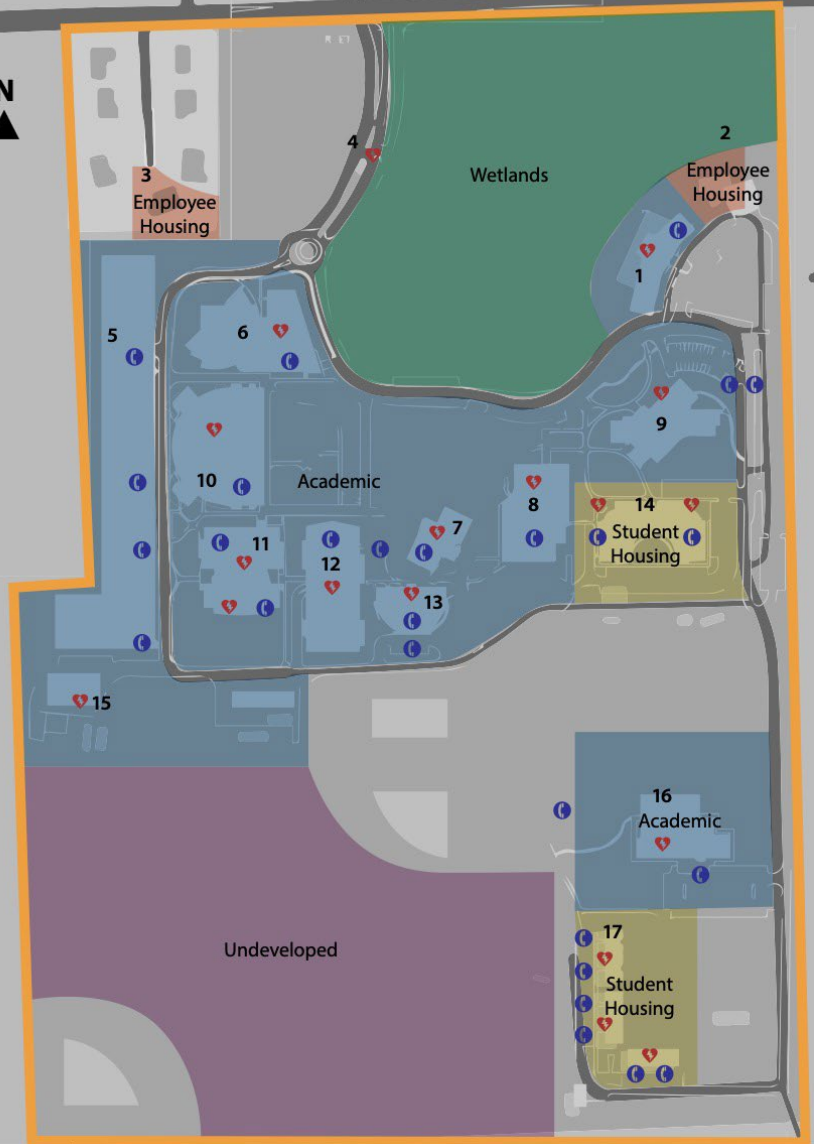 N
2
Employee
Housing
4
3
Employee
Housing
Wetlands
1
5
6
9
10
Academic
8
14
Student
Housing
7
11
12
13
15
16
Academic
17
Student
Housing
Undeveloped